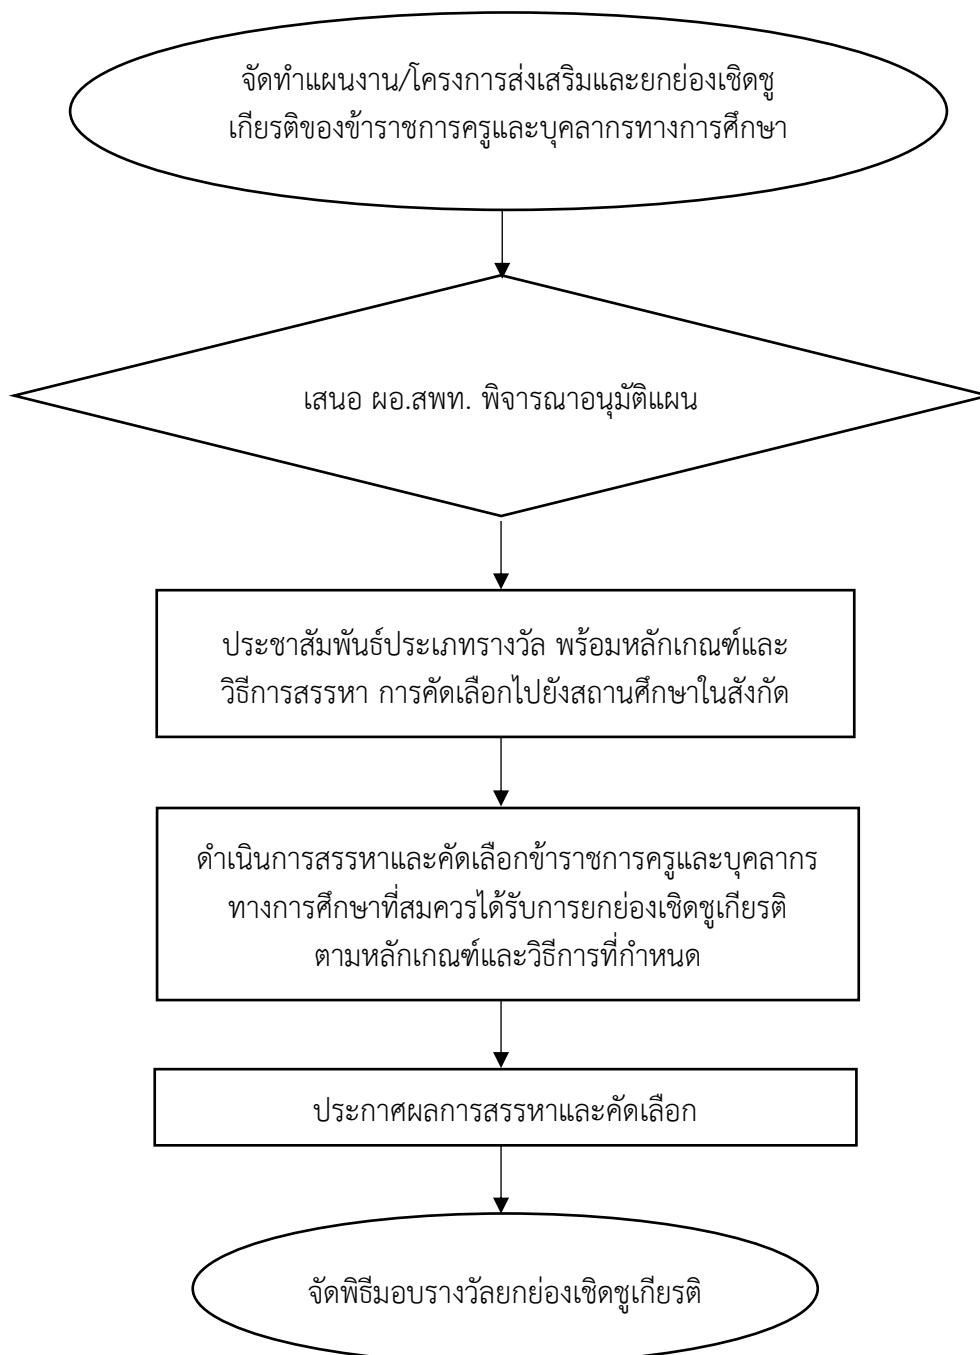 จัดทำแผนงาน/โครงการส่งเสริมและยกย่องเชิดชู
เกียรติของข้าราชการครูและบุคลากรทางการศึกษา
เสนอ ผอ.สพท. พิจารณาอนุมัติแผน
ประชาสัมพันธ์ประเภทรางวัล พร้อมหลักเกณฑ์และ
วิธีการสรรหา การคัดเลือกไปยังสถานศึกษาในสังกัด
ดำเนินการสรรหาและคัดเลือกข้าราชการครูและบุคลากร
ทางการศึกษาที่สมควรได้รับการยกย่องเชิดชูเกียรติ
ตามหลักเกณฑ์และวิธีการที่กำหนด
ประกาศผลการสรรหาและคัดเลือก
จัดพิธีมอบรางวัลยกย่องเชิดชูเกียรติ